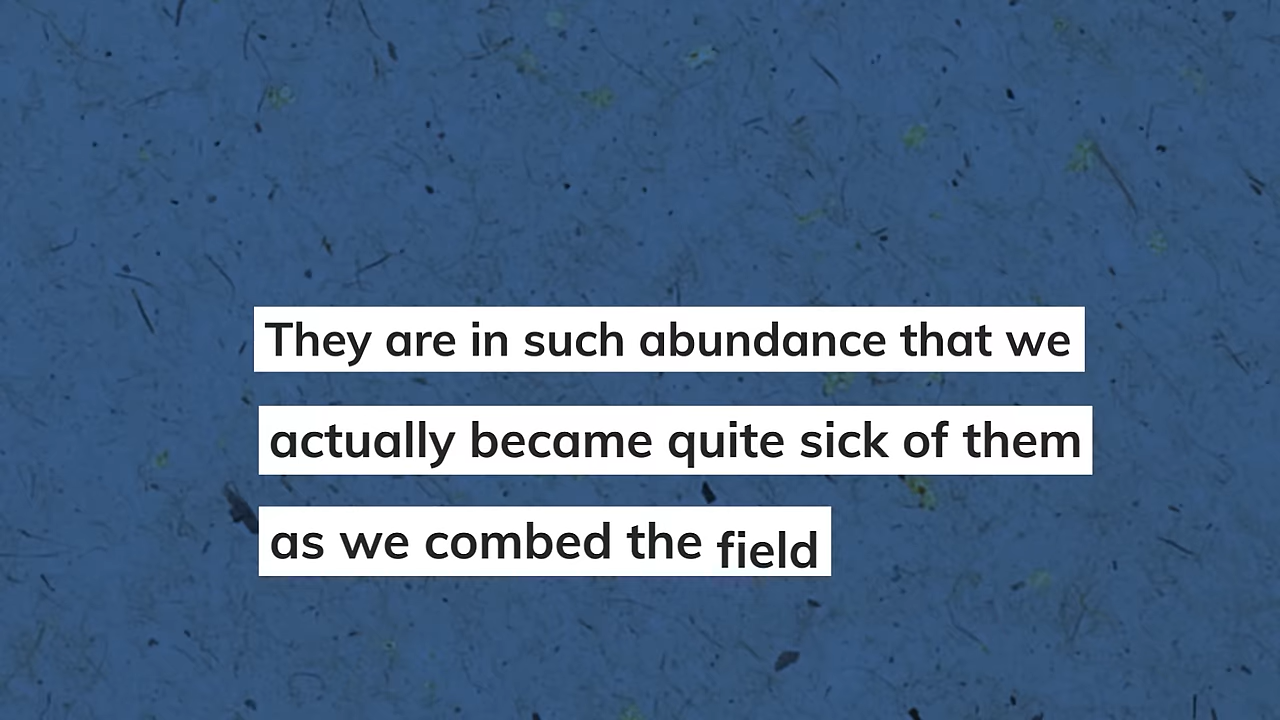 They are in such abundance that we
actually became quite sick of them
as we combed the field